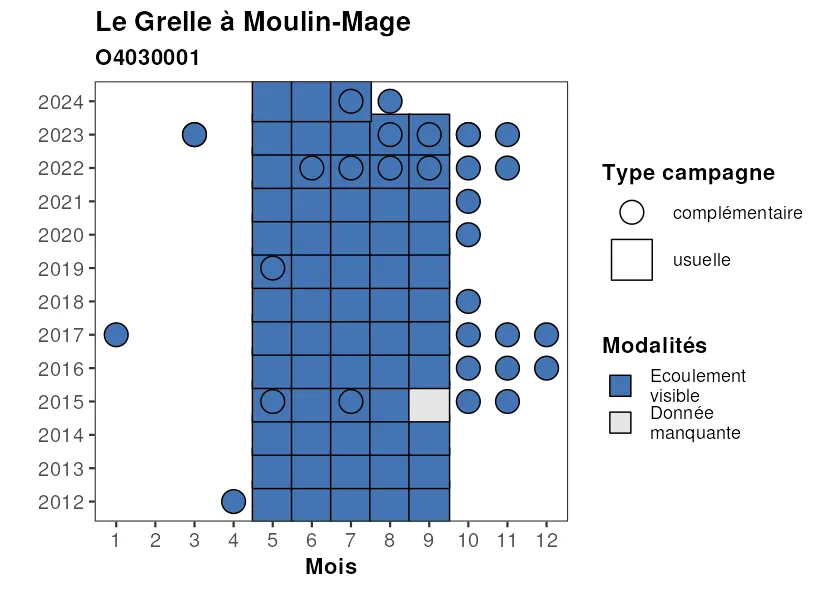 Le Grelle à Moulin-Mage
O4030001
2024
2023
2022
2021
2020
2019
2018
2017
2016
2015
2014
2013
2012
1 2 3 4 5 6 7 8 9 10 11 12
Mois
Type campagne
complémentaire
usuelle
Modalités
Ecoulement
visible
Donnée
manquante